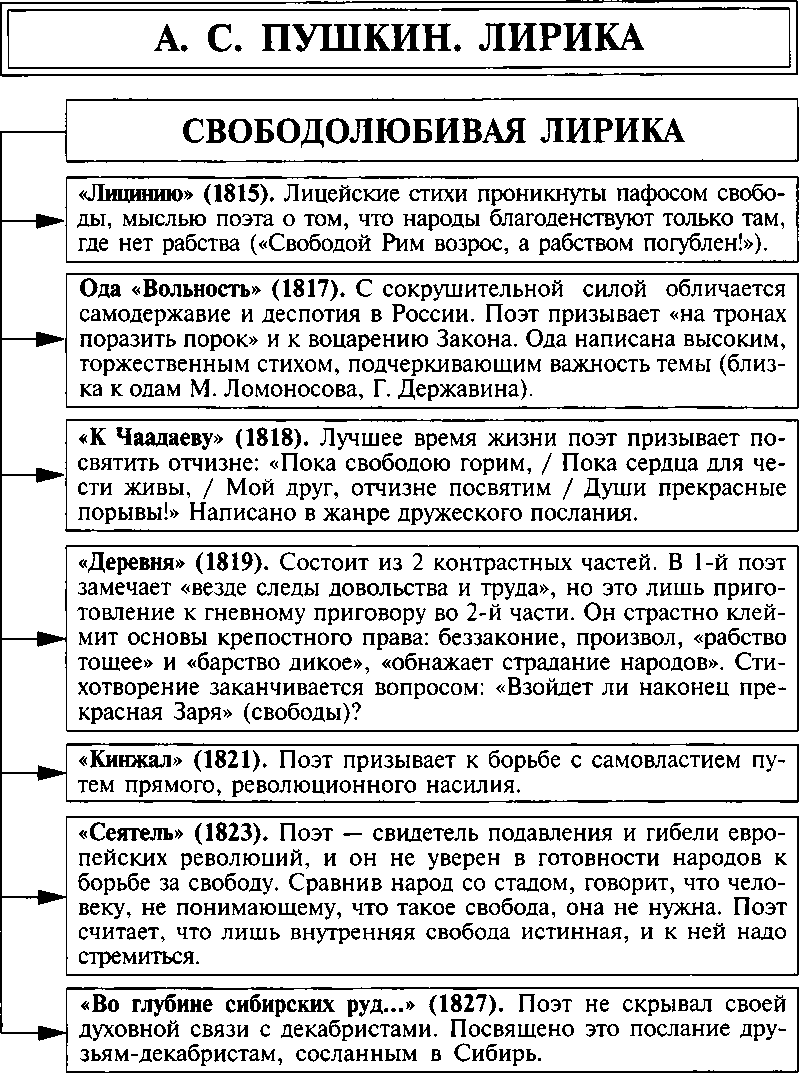 А. С. ПУШКИН. ЛИРИКА
СВОБОДОЛЮБИВАЯ ЛИРИКА
«Лицинию» (1815). Лицейские стихи проникнуты пафосом свобо-
ды, мыслью поэта о том, что народы благоденствуют только там,
где нет рабства («Свободой Рим возрос, а рабством погублен!»).
Ода «Вольность» (1817). С сокрушительной силой обличается
самодержавие и деспотия в России. Поэт призывает «на тронах
поразить порок» и к воцарению Закона. Ода написана высоким,
торжественным стихом, подчеркивающим важность темы (близ-
ка к одам М. Ломоносова, Г. Державина).
«К Чаадаеву» (1818). Лучшее время жизни поэт призывает по-
святить отчизне: «Пока свободою горим, / Пока сердца для че-
сти живы, / Мой друг, отчизне посвятим / Души прекрасные
порывы!» Написано в жанре дружеского послания.
«Деревня» (1819). Состоит из 2 контрастных частей. В 1-й поэт
замечает «везде следы довольства и труда», но это лишь приго-
товление к гневному приговору во 2-й части. Он страстно клей-
мит основы крепостного права: беззаконие, произвол, «рабство
тощее» и «барство дикое», «обнажает страдание народов». Сти-
хотворение заканчивается вопросом: «Взойдет ли наконец пре-
красная Заря» (свободы)?
«Кинжал» (1821). Поэт призывает к борьбе с самовластием пу-
тем прямого, революционного насилия.
«Сеятель» (1823). Поэт — свидетель подавления и гибели евро-
пейских революций, и он не уверен в готовности народов к
борьбе за свободу. Сравнив народ со стадом, говорит, что чело-
веку, не понимающему, что такое свобода, она не нужна. Поэт
считает, что лишь внутренняя свобода истинная, и к ней надо
стремиться.
«Во глубине сибирских руд...» (1827). Поэт не скрывал своей
духовной связи с декабристами. Посвящено это послание дру-
зьям-декабристам, сосланным в Сибирь.